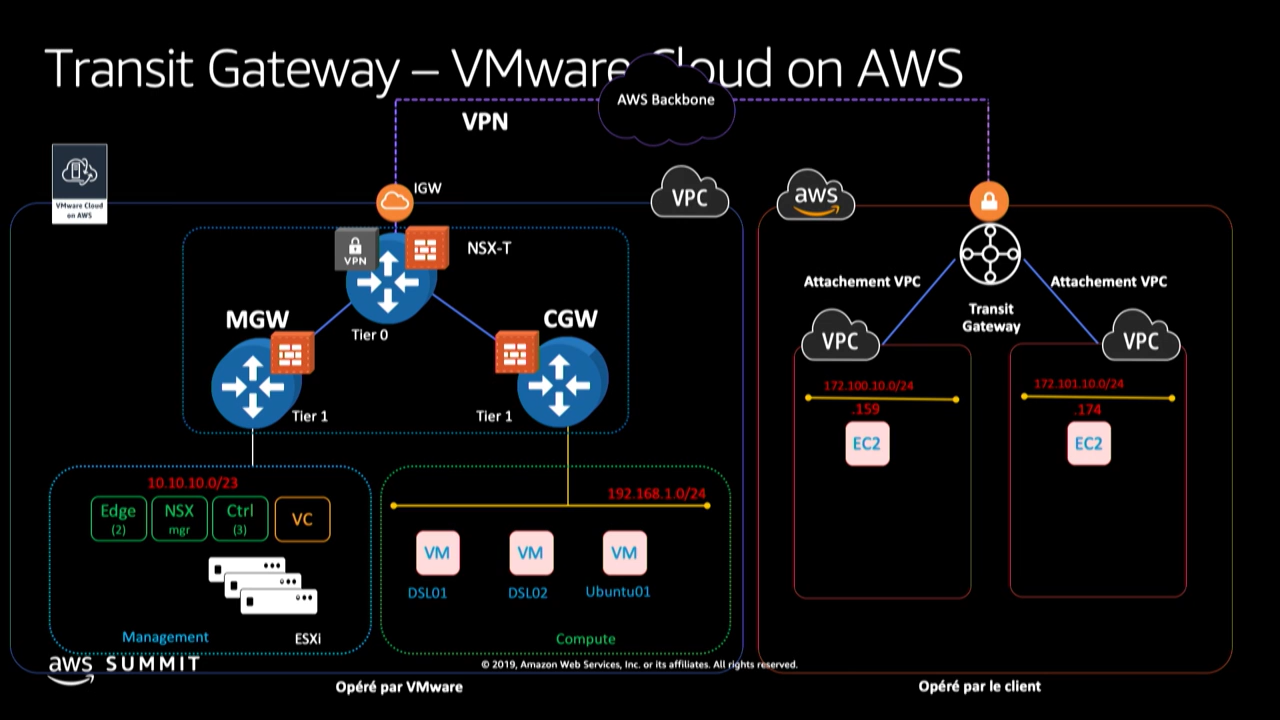 Transit Gateway – VMware Cloud on AWS
AWS Backbone
VPN
VMware Cloud
on AWS
IGW
VPC
aws
VPN
NSX-T
Tier 0
MGW
CGW
Tier 1
Tier 1
Attachement VPC
Attachement VPC
Transit
Gateway
VPC
VPC
172.100.10.0/24
.159
EC2
172.101.10.0/24
.174
EC2
10.10.10.0/23
Edge
(2)
NSX
mgr
Ctrl
(3)
VC
ESXi
Management
192.168.1.0/24
VM
VM
VM
DSL01
DSL02
Ubuntu01
Compute
aws SUMMIT
© 2019, Amazon Web Services, Inc. or its affiliates. All rights reserved.
Opéré par VMware
Opéré par le client